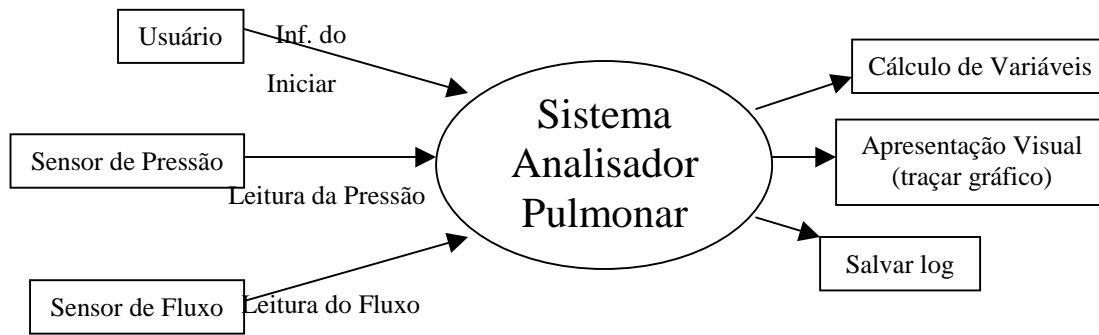 Usuário
Inf. do
Iniciar
Sensor de Pressão
Leitura da Pressão
Sensor de Fluxo
Leitura do Fluxo
Sistema
Analisador
Pulmonar
Cálculo de Variáveis
Apresentação Visual
(traçar gráfico)
Salvar log